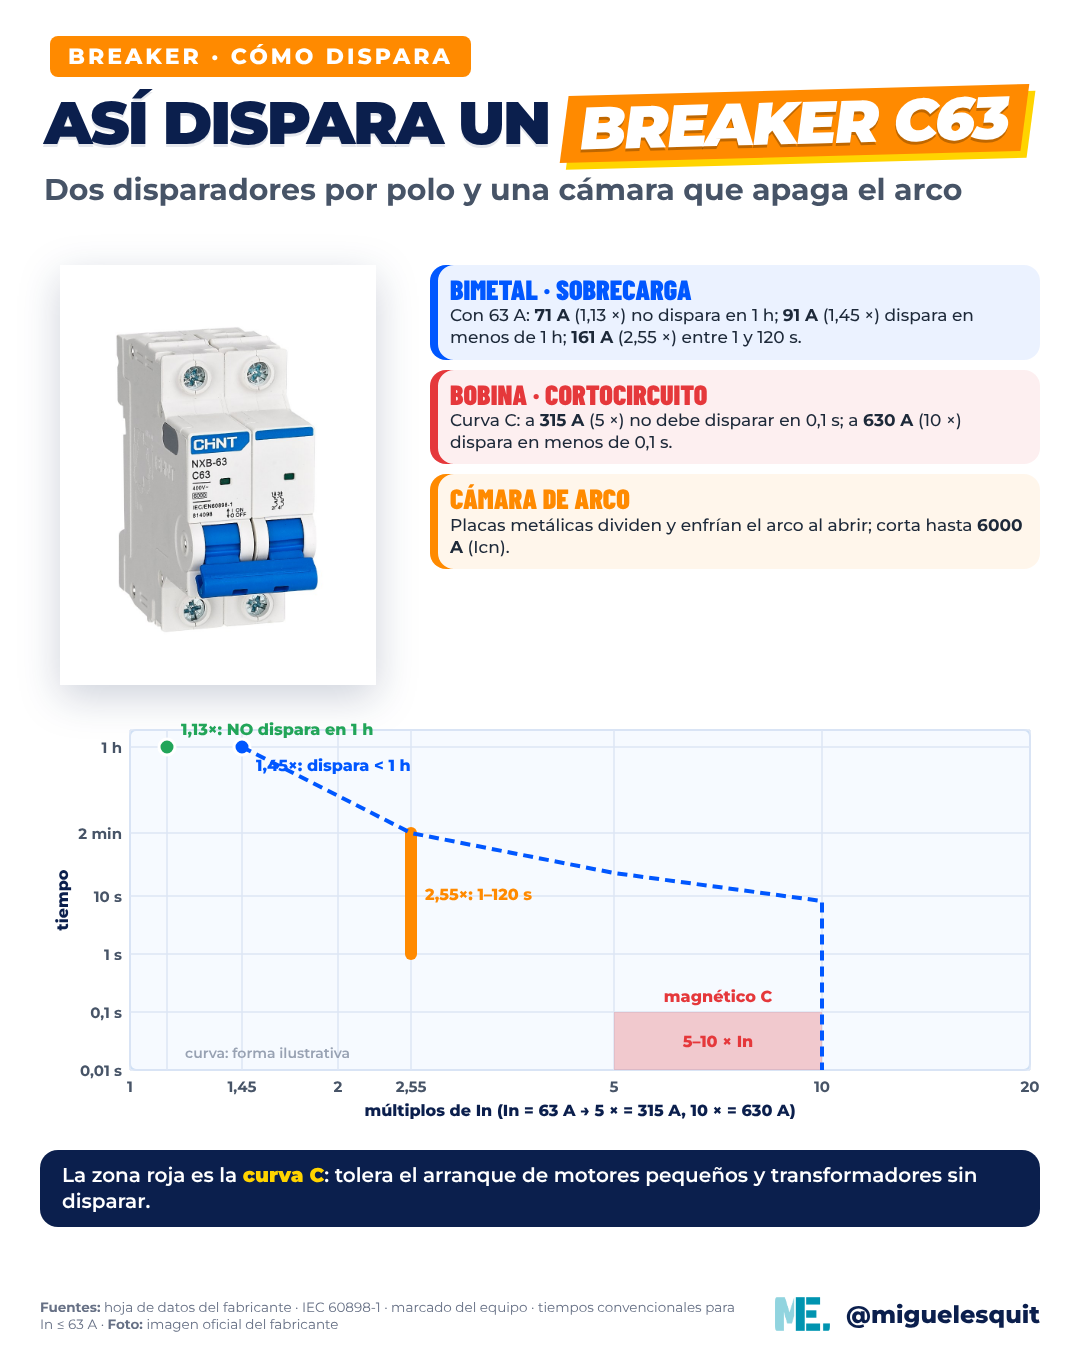 BREAKER · CÓMO DISPARA
ASÍ DISPARA UN BREAKER C63
Dos disparadores por polo y una cámara que apaga el arco
CHNT
NXB-63
C63
400V~
6000
IEC/EN60898-1
814098
I ON
O OFF
BIMETAL · SOBRECARGA
Con 63 A: 71 A (1,13 ×) no dispara en 1 h; 91 A (1,45 ×) dispara en
menos de 1 h; 161 A (2,55 ×) entre 1 y 120 s.
BOBINA · CORTOCIRCUITO
Curva C: a 315 A (5 ×) no debe disparar en 0,1 s; a 630 A (10 ×)
dispara en menos de 0,1 s.
CÁMARA DE ARCO
Placas metálicas dividen y enfrían el arco al abrir; corta hasta 6000
A (Icn).
1,13×: NO dispara en 1 h
1 h
1,45×: dispara < 1 h
2 min
2,55×: 1–120 s
10 s
tiempo
1 s
magnético C
0,1 s
5–10 × In
curva: forma ilustrativa
0,01 s
1 1,45 2 2,55 5 10 20
múltiplos de In (In = 63 A → 5 × = 315 A, 10 × = 630 A)
La zona roja es la curva C: tolera el arranque de motores pequeños y transformadores sin
disparar.
Fuentes: hoja de datos del fabricante · IEC 60898-1 · marcado del equipo · tiempos convencionales para
In ≤ 63 A · Foto: imagen oficial del fabricante
ME. @miguelesquit